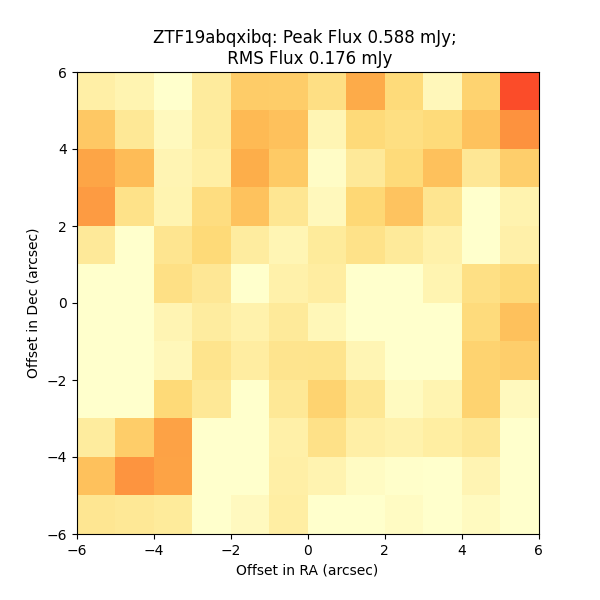 ZTF19abqxibq: Peak Flux 0.588 mJy;
RMS Flux 0.176 mJy
6
4
2
0
−2
−4
−6
Offset in Dec (arcsec)
−6 −4 −2 0 2 4 6
Offset in RA (arcsec)